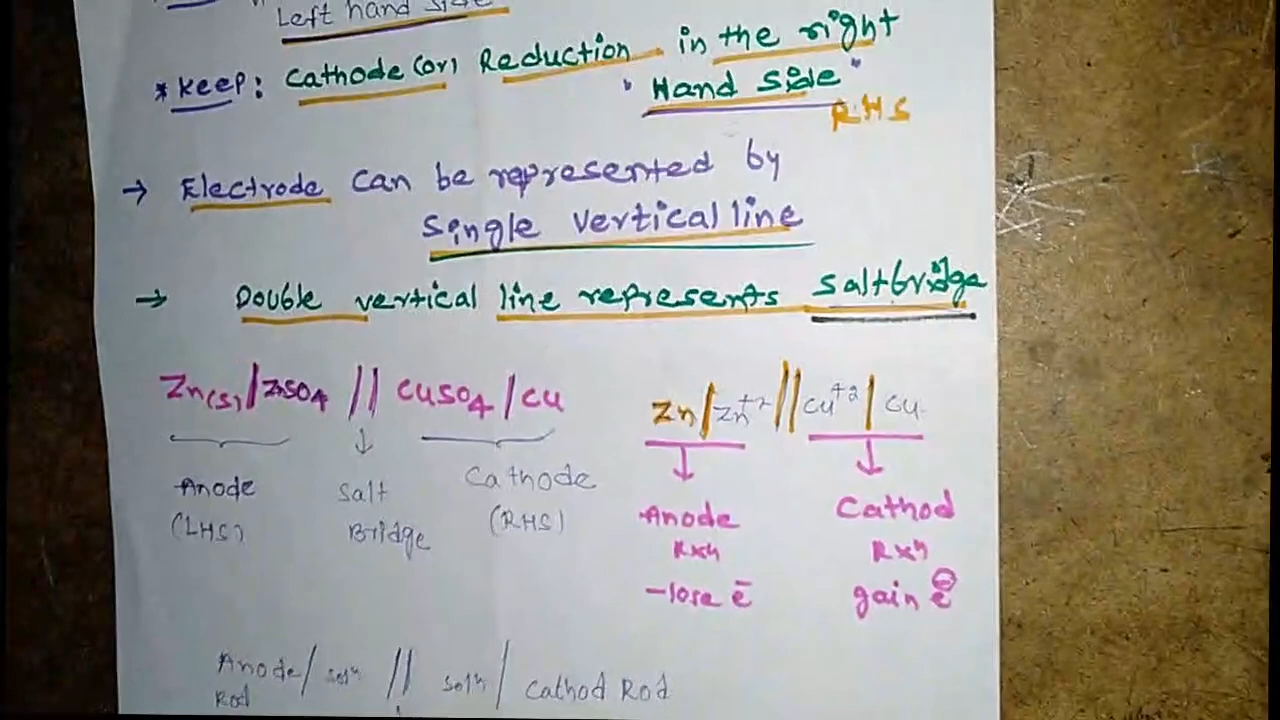 Left hand side
* Keep: Cathode (or) Reduction in the right
" Hand side "
RHS
→ Electrode can be represented by
Single vertical line
→ Double vertical line represents Saltbridge
Zn(s)/ZnSO4 // CuSO4 / Cu
Zn/Zn+2 // Cu+2 / Cu
Anode
(LHS)
↓
Salt
Bridge
Cathode
(RHS)
↓
Anode
Rxn
-lose e-
↓
Cathod
Rxn
gain e-
Anode/ soln // soln / Cathod Rod
Rod